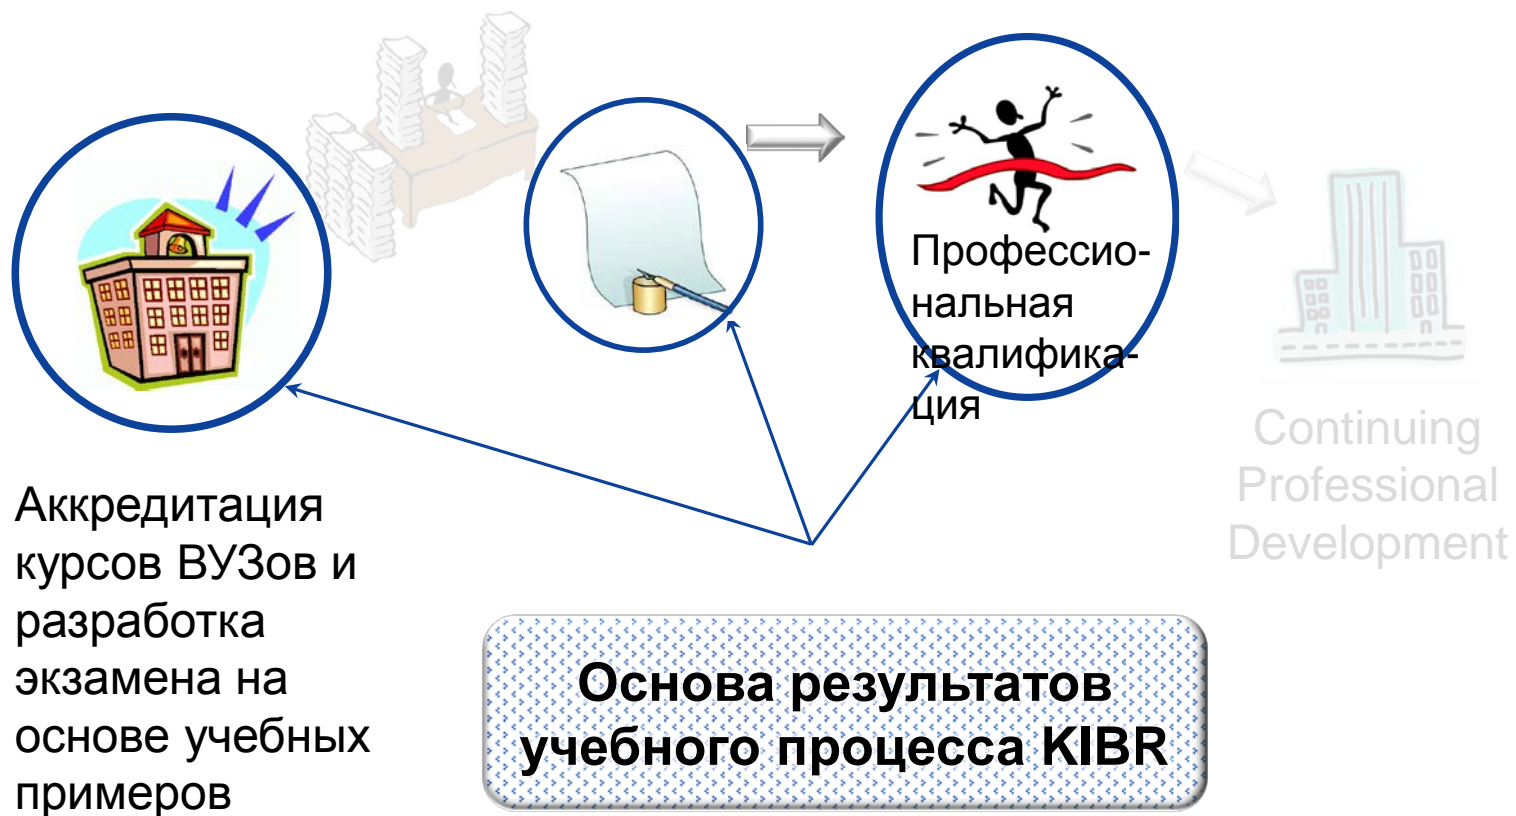 Профессио-
нальная
квалифика-
ция
Continuing
Professional
Development
Аккредитация
курсов ВУЗов и
разработка
экзамена на
основе учебных
примеров
Основа результатов
учебного процесса KIBR